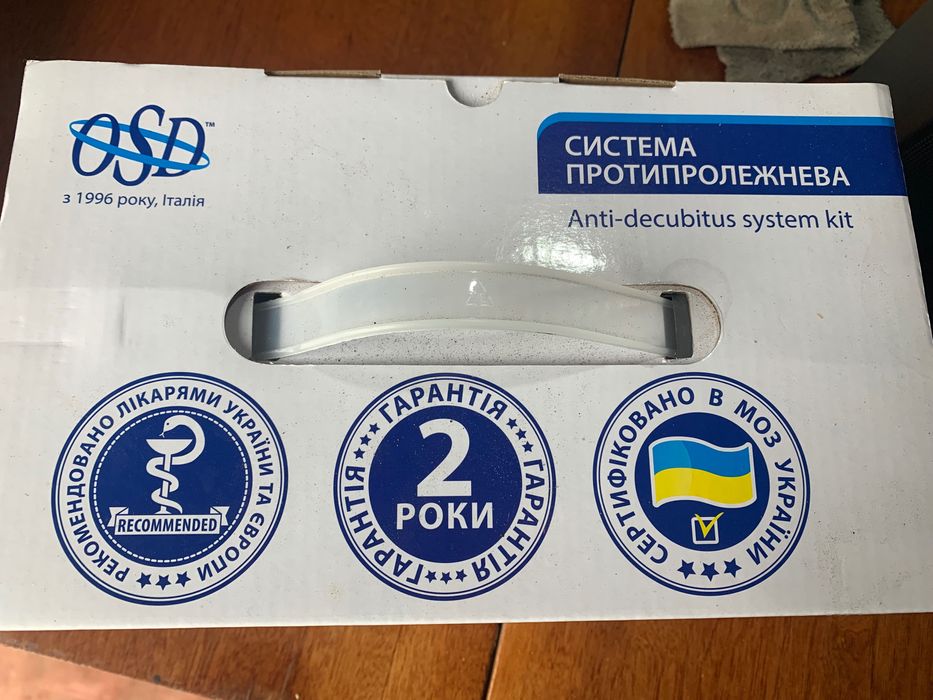 OSD™
з 1996 року, Італія
СИСТЕМА
ПРОТИПРОЛЕЖНЕВА
Anti-decubitus system kit
РЕКОМЕНДОВАНО ЛІКАРЯМИ УКРАЇНИ ТА ЄВРОПИ
RECOMMENDED
ГАРАНТІЯ ГАРАНТІЯ ГАРАНТІЯ ГАРАНТІЯ
2
РОКИ
СЕРТИФІКОВАНО В МОЗ УКРАЇНИ